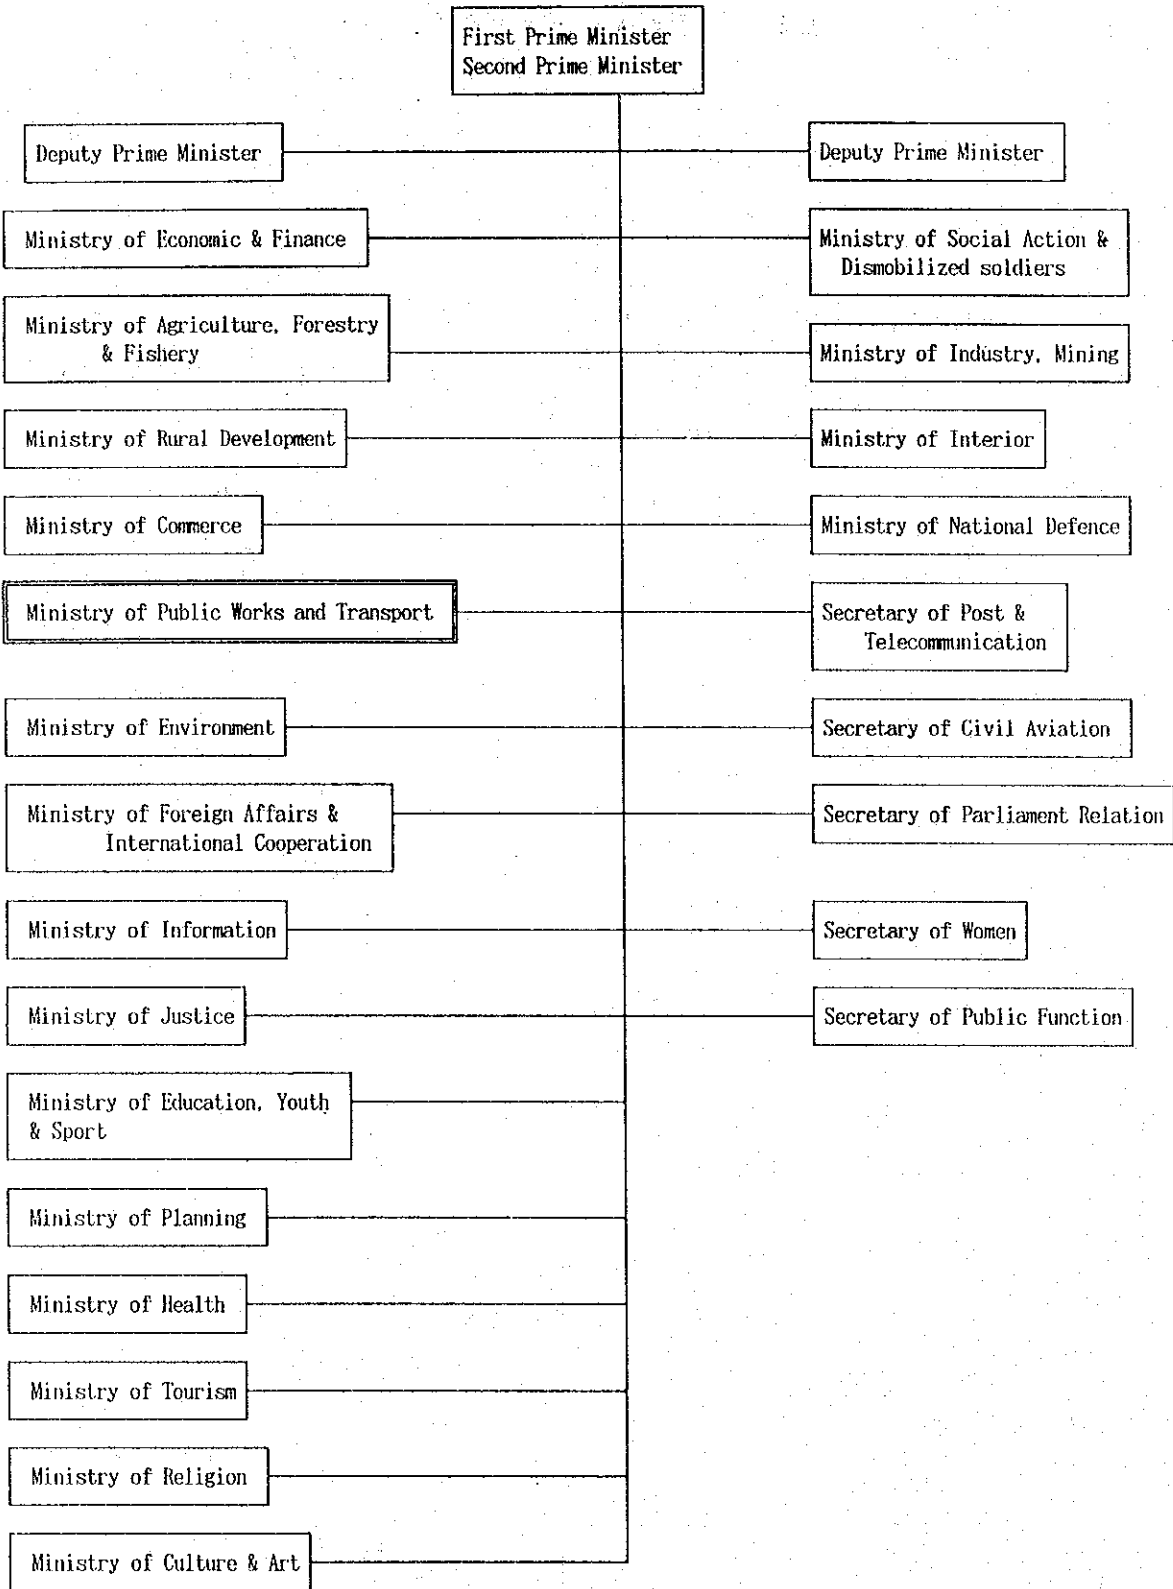 First Prime Minister
Second Prime Minister
Deputy Prime Minister
Deputy Prime Minister
Ministry of Economic & Finance
Ministry of Social Action &
Dismobilized soldiers
Ministry of Agriculture, Forestry
& Fishery
Ministry of Industry, Mining
Ministry of Rural Development
Ministry of Interior
Ministry of Commerce
Ministry of National Defence
Ministry of Public Works and Transport
Secretary of Post &
Telecommunication
Ministry of Environment
Secretary of Civil Aviation
Ministry of Foreign Affairs &
International Cooperation
Secretary of Parliament Relation
Ministry of Information
Secretary of Women
Ministry of Justice
Secretary of Public Function
Ministry of Education, Youth
& Sport
Ministry of Planning
Ministry of Health
Ministry of Tourism
Ministry of Religion
Ministry of Culture & Art